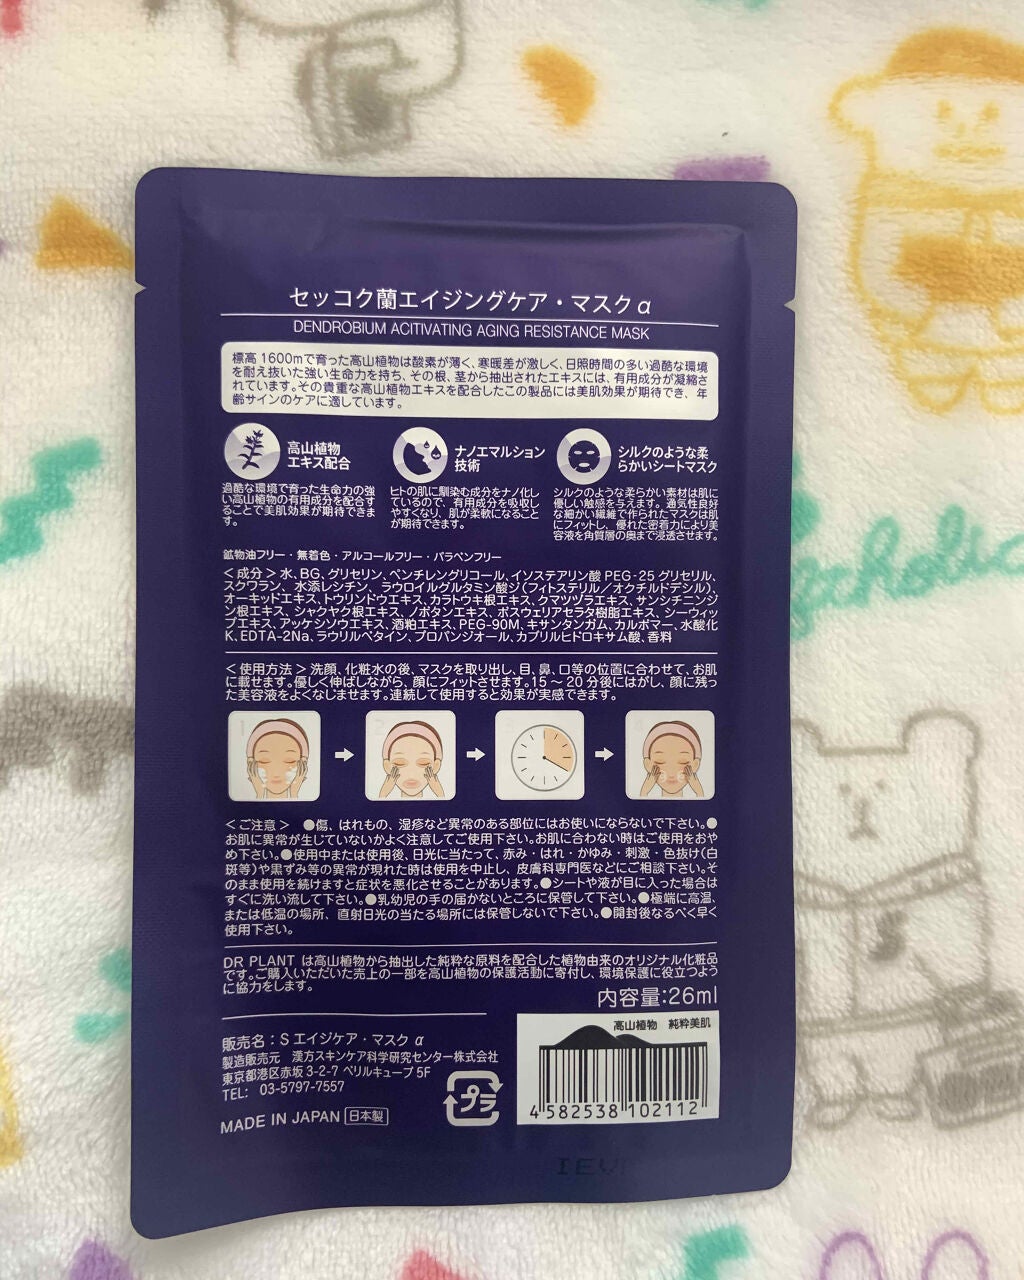 セッコク蘭エイジングケア・マスクα
DENDROBIUM ACITIVATING AGING RESISTANCE MASK
標高1600mで育った高山植物は酸素が薄く、寒暖差が激しく、日照時間の多い過酷な環境
を耐え抜いた強い生命力を持ち、その根、茎から抽出されたエキスには、有用成分が凝縮さ
れています。その貴重な高山植物エキスを配合したこの製品には美肌効果が期待でき、年
齢サインのケアに適しています。
高山植物
エキス配合
過酷な環境で育った生命力の強
い高山植物の有用成分を配合す
ることで美肌効果が期待できま
す。
ナノエマルション
技術
ヒトの肌に馴染む成分をナノ化し
ているので、有用成分を吸収し
やすくなり、肌が柔軟になること
が期待できます。
シルクのような柔
らかいシートマスク
シルクのような柔らかい素材は肌に
優しい触感を与えます。通気性良好
な細かい繊維で作られたマスクは肌
にフィットし、優れた密着力により美
容液を角質層の奥まで浸透させます。
鉱物油フリー・無着色・アルコールフリー・パラベンフリー
＜成分＞水、BG、グリセリン、ペンチレングリコール、イソステアリン酸PEG-25グリセリル、
スクワラン、水添レシチン、ラウロイルグルタミン酸ジ(フィトステリル/オクチルドデシル)、
オーキッドエキス、トウリンドウエキス、カラトウキ根エキス、クマツヅラエキス、サンシチニンジ
ン根エキス、シャクヤク根エキス、ノボタンエキス、ボスウェリアセラタ樹脂エキス、シーウィッ
プエキス、アッケシソウエキス、酒粕エキス、PEG-90M、キサンタンガム、カルボマー、水酸化
K、EDTA-2Na、ラウリルベタイン、プロパンジオール、カプリルヒドロキサム酸、香料
＜使用方法＞洗顔、化粧水の後、マスクを取り出し、目、鼻、口等の位置に合わせて、お肌
に載せます。優しく伸ばしながら、顔にフィットさせます。15～20分後にはがし、顔に残っ
た美容液をよくなじませます。連続して使用すると効果が実感できます。
＜ご注意＞ ●傷、はれもの、湿疹など異常のある部位にはお使いにならないで下さい。●
お肌に異常が生じていないかよく注意してご使用下さい。お肌に合わない時はご使用をおや
め下さい。●使用中または使用後、日光に当たって、赤み・はれ・かゆみ・刺激・色抜け(白
斑等)や黒ずみ等の異常が現れた時は使用を中止し、皮膚科専門医などにご相談下さい。そ
のまま使用を続けますと症状を悪化させることがあります。●シートや液が目に入った場合は
すぐに洗い流して下さい。●乳幼児の手の届かないところに保管して下さい。●極端に高温、
または低温の場所、直射日光の当たる場所には保管しないで下さい。●開封後なるべく早く
使用下さい。
DR PLANT は高山植物から抽出した純粋な原料を配合した植物由来のオリジナル化粧品
です。ご購入いただいた売上の一部を高山植物の保護活動に寄付し、環境保護に役立つよう
に協力をします。
内容量:26ml
販売名：S エイジケア・マスク α
製造販売元 漢方スキンケア科学研究センター株式会社
東京都港区赤坂 3-2-7 ベリルキューブ 5F
TEL: 03-5797-7557
MADE IN JAPAN 日本製
プラ
高山植物 純粋美肌
4 582538 102112